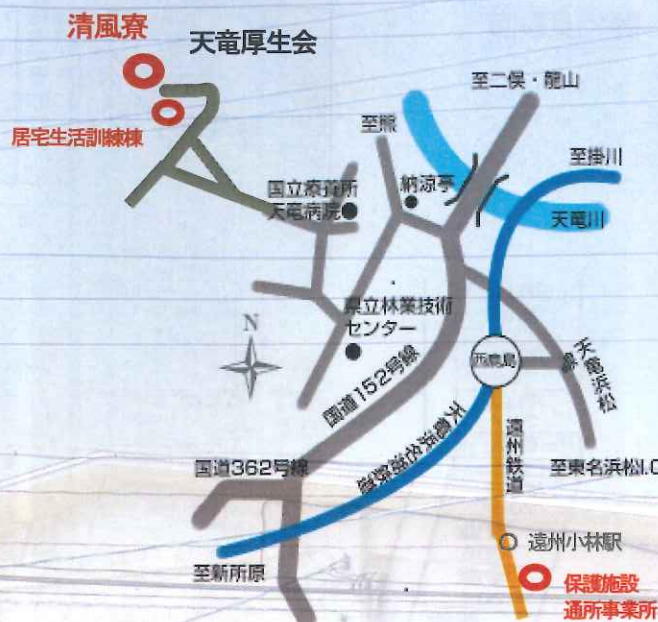 清風寮
天竜厚生会
居宅生活訓練棟
至二俣・龍山
至熊
至掛川
国立療養所
天竜病院
納涼亭
天竜川
県立林業技術
センター
N
西鹿島
国道152号線
天竜浜松線
天竜浜名湖鉄道
遠州鉄道
国道362号線
至東名浜松I.C
遠州小林駅
至新所原
保護施設
通所事業所